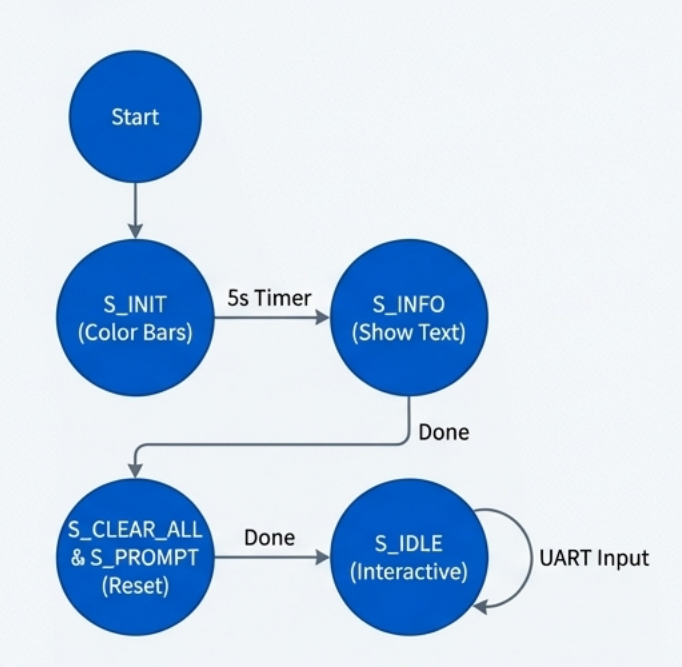 Start
S_INIT
(Color Bars)
5s Timer
S_INFO
(Show Text)
Done
S_CLEAR_ALL
& S_PROMPT
(Reset)
Done
S_IDLE
(Interactive)
UART Input